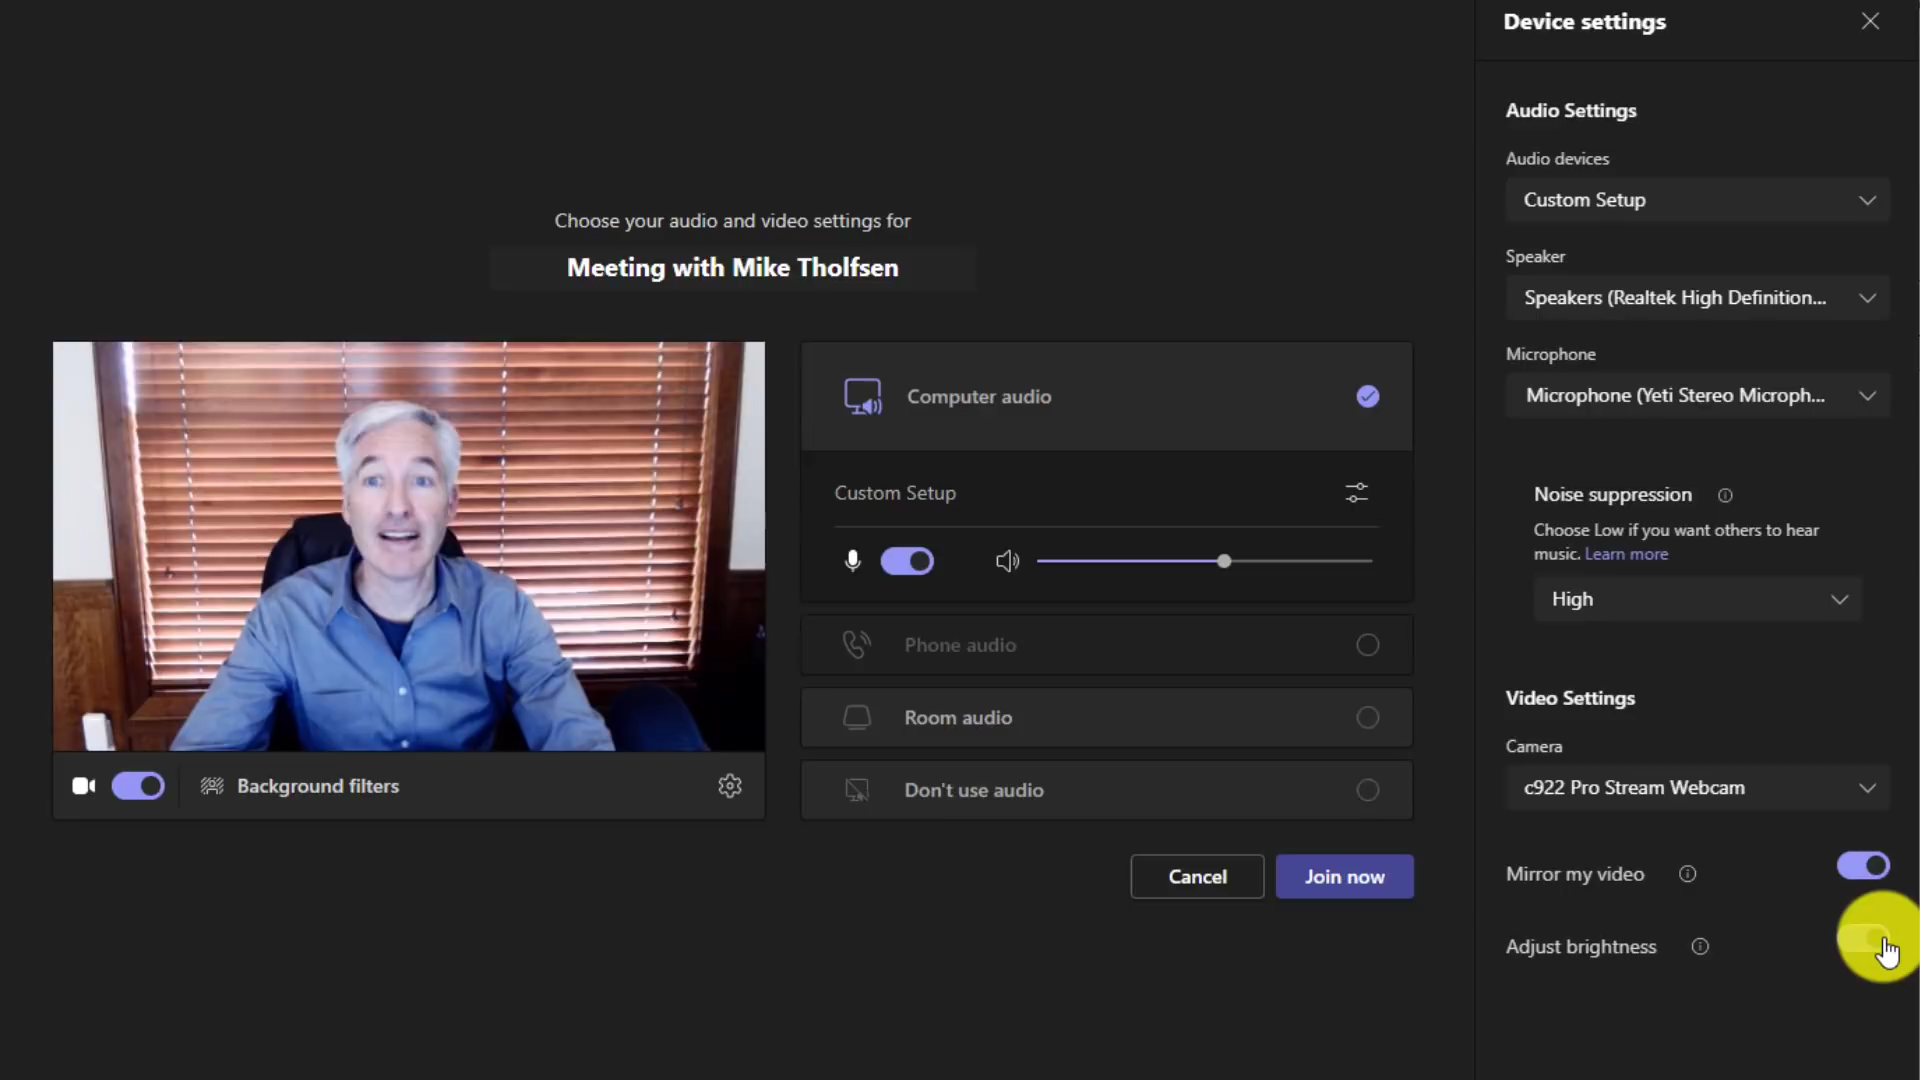 Device settings
Audio Settings
Audio devices
Custom Setup
Speaker
Speakers (Realtek High Definition...
Microphone
Microphone (Yeti Stereo Microph...
Noise suppression
Choose Low if you want others to hear
music. Learn more
High
Video Settings
Camera
c922 Pro Stream Webcam
Mirror my video
Adjust brightness
Choose your audio and video settings for
Meeting with Mike Tholfsen
Background filters
Computer audio
Custom Setup
Phone audio
Room audio
Don't use audio
Cancel
Join now